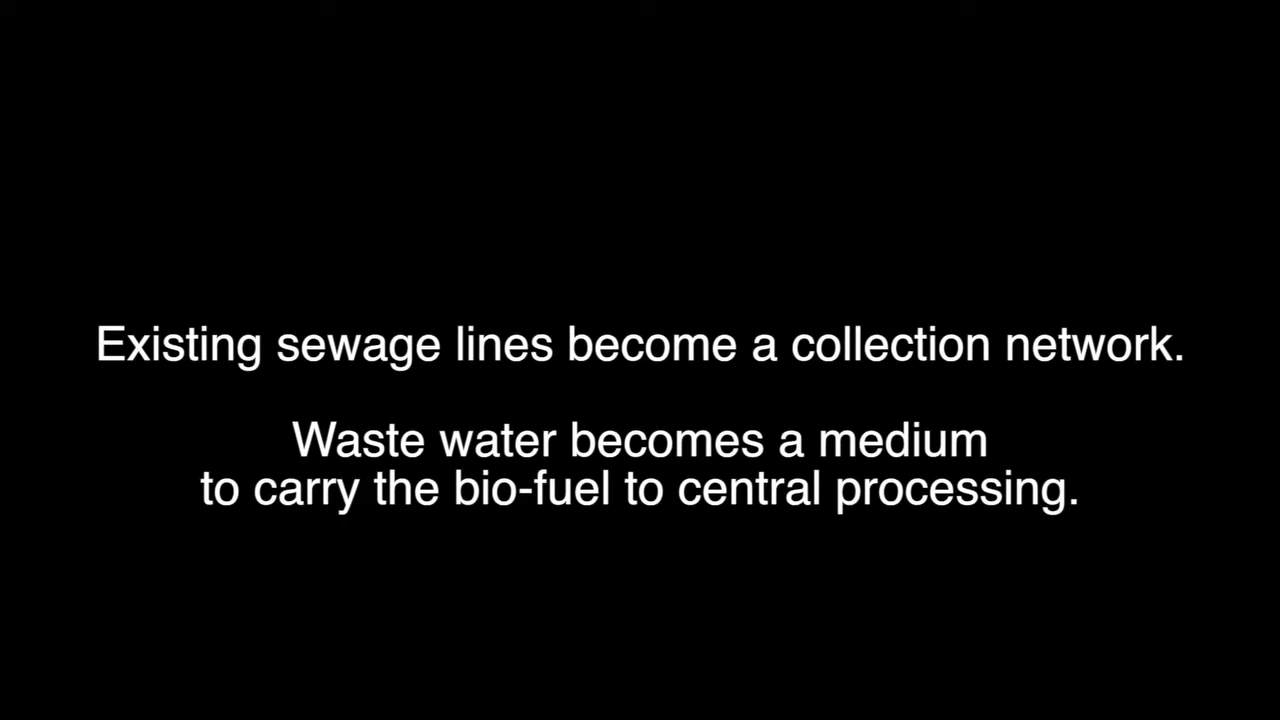 Existing sewage lines become a collection network.
Waste water becomes a medium
to carry the bio-fuel to central processing.